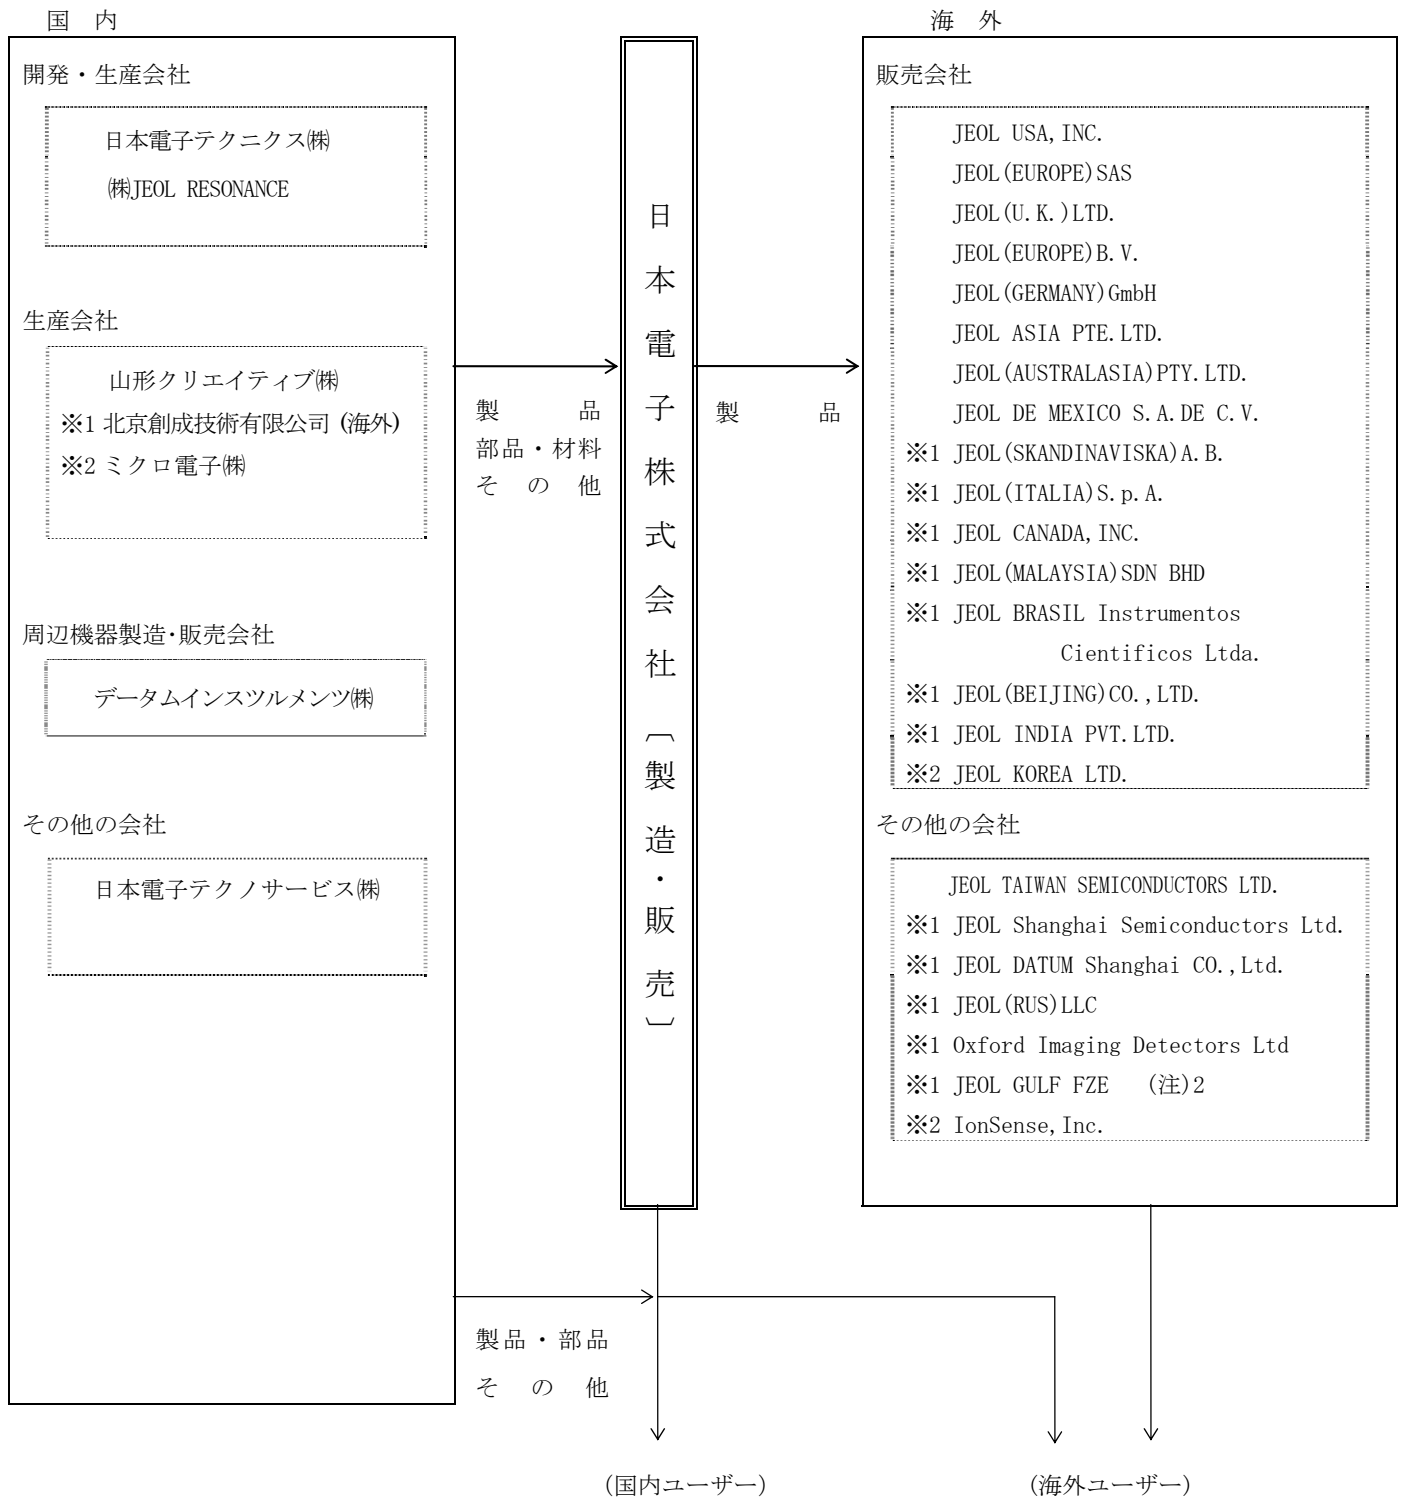 国 内
開発・生産会社
日本電子テクニクス㈱
㈱JEOL RESONANCE
生産会社
山形クリエイティブ㈱
※1 北京創成技術有限公司 (海外)
※2 ミクロ電子㈱
周辺機器製造・販売会社
データムインスツルメンツ㈱
その他の会社
日本電子テクノサービス㈱
製品
部品・材料
その他
日本電子株式会社〔製造・販売〕
製品
海 外
販売会社
JEOL USA,INC.
JEOL(EUROPE)SAS
JEOL(U.K.)LTD.
JEOL(EUROPE)B.V.
JEOL(GERMANY)GmbH
JEOL ASIA PTE.LTD.
JEOL(AUSTRALASIA)PTY.LTD.
JEOL DE MEXICO S.A.DE C.V.
※1 JEOL(SKANDINAVISKA)A.B.
※1 JEOL(ITALIA)S.p.A.
※1 JEOL CANADA,INC.
※1 JEOL(MALAYSIA)SDN BHD
※1 JEOL BRASIL Instrumentos
Cientificos Ltda.
※1 JEOL(BEIJING)CO.,LTD.
※1 JEOL INDIA PVT.LTD.
※2 JEOL KOREA LTD.
その他の会社
JEOL TAIWAN SEMICONDUCTORS LTD.
※1 JEOL Shanghai Semiconductors Ltd.
※1 JEOL DATUM Shanghai CO.,Ltd.
※1 JEOL(RUS)LLC
※1 Oxford Imaging Detectors Ltd
※1 JEOL GULF FZE (注)2
※2 IonSense,Inc.
製品・部品
その他
(国内ユーザー)
(海外ユーザー)